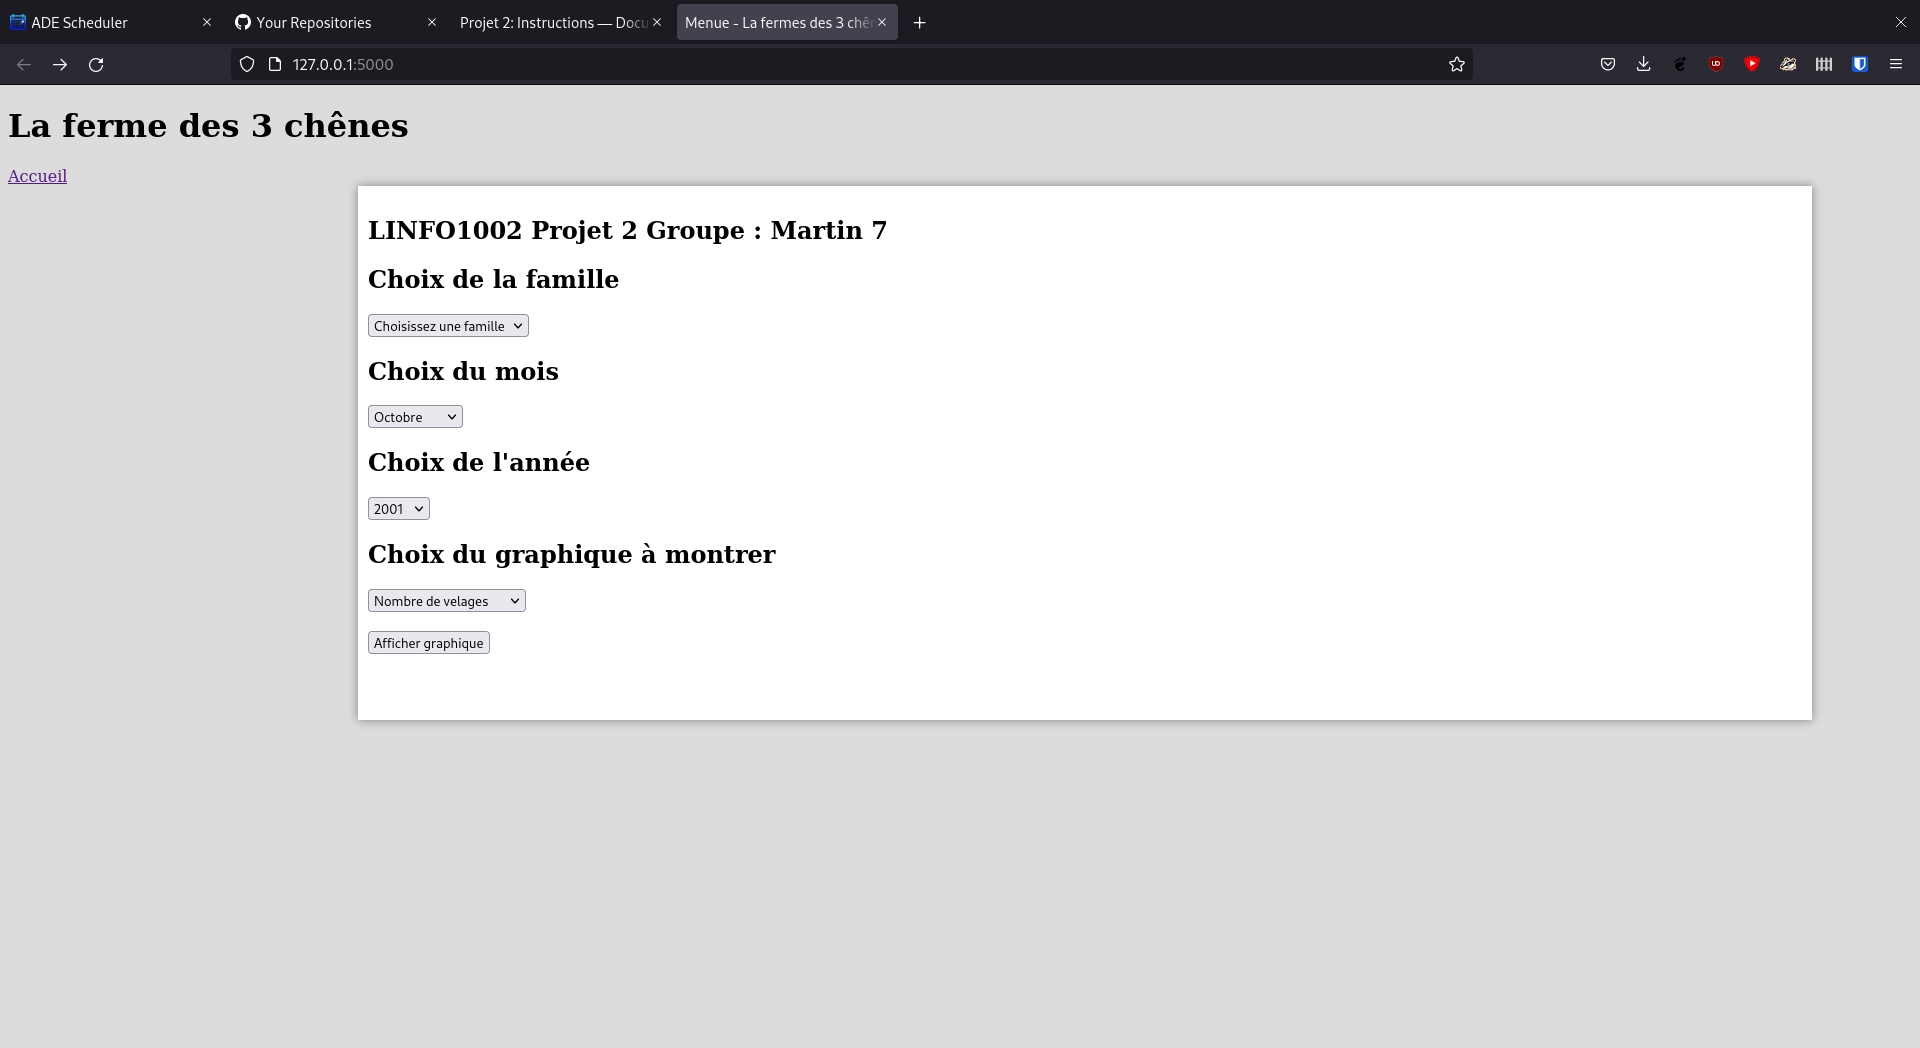 ADE Scheduler
Your Repositories
Projet 2: Instructions — Docu
Menue - La fermes des 3 chên
127.0.0.1:5000
La ferme des 3 chênes
Accueil
LINFO1002 Projet 2 Groupe : Martin 7
Choix de la famille
Choisissez une famille
Choix du mois
Octobre
Choix de l'année
2001
Choix du graphique à montrer
Nombre de velages
Afficher graphique